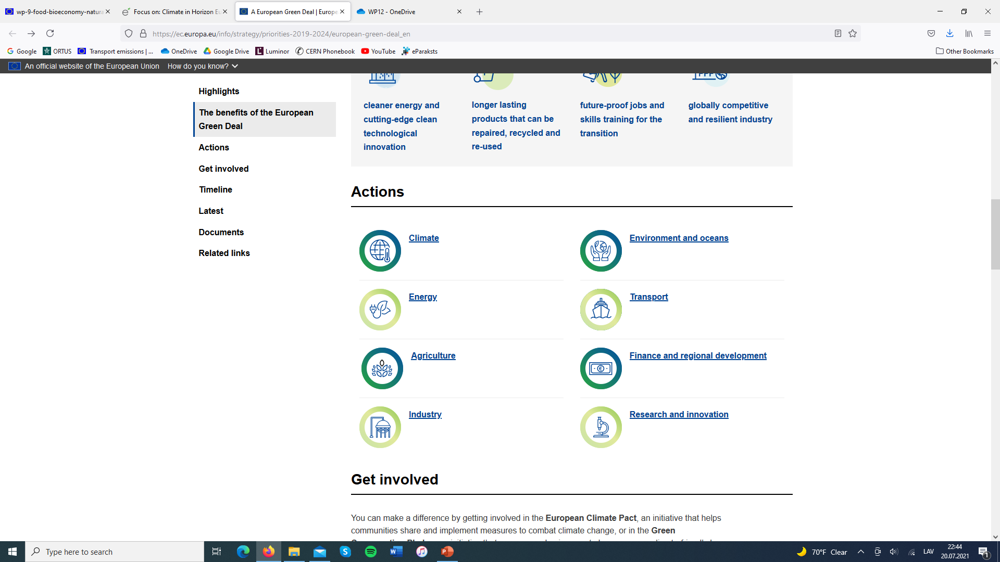 wp-9-food-bioeconomy-natura
Focus on: Climate in Horizon Eu
A European Green Deal | Europe
WP12 - OneDrive
https://ec.europa.eu/info/strategy/priorities-2019-2024/european-green-deal_en
Google
ORTUS
Transport emissions | ...
OneDrive
Google Drive
Luminor
CERN Phonebook
YouTube
eParaksts
Other Bookmarks
An official website of the European Union
How do you know?
Highlights
The benefits of the European
Green Deal
Actions
Get involved
Timeline
Latest
Documents
Related links
cleaner energy and
cutting-edge clean
technological
innovation
longer lasting
products that can be
repaired, recycled and
re-used
future-proof jobs and
skills training for the
transition
globally competitive
and resilient industry
Actions
Climate
Environment and oceans
Energy
Transport
Agriculture
Finance and regional development
Industry
Research and innovation
Get involved
You can make a difference by getting involved in the European Climate Pact, an initiative that helps
communities share and implement measures to combat climate change, or in the Green
Type here to search
70°F Clear
LAV
22:44
20.07.2021
1